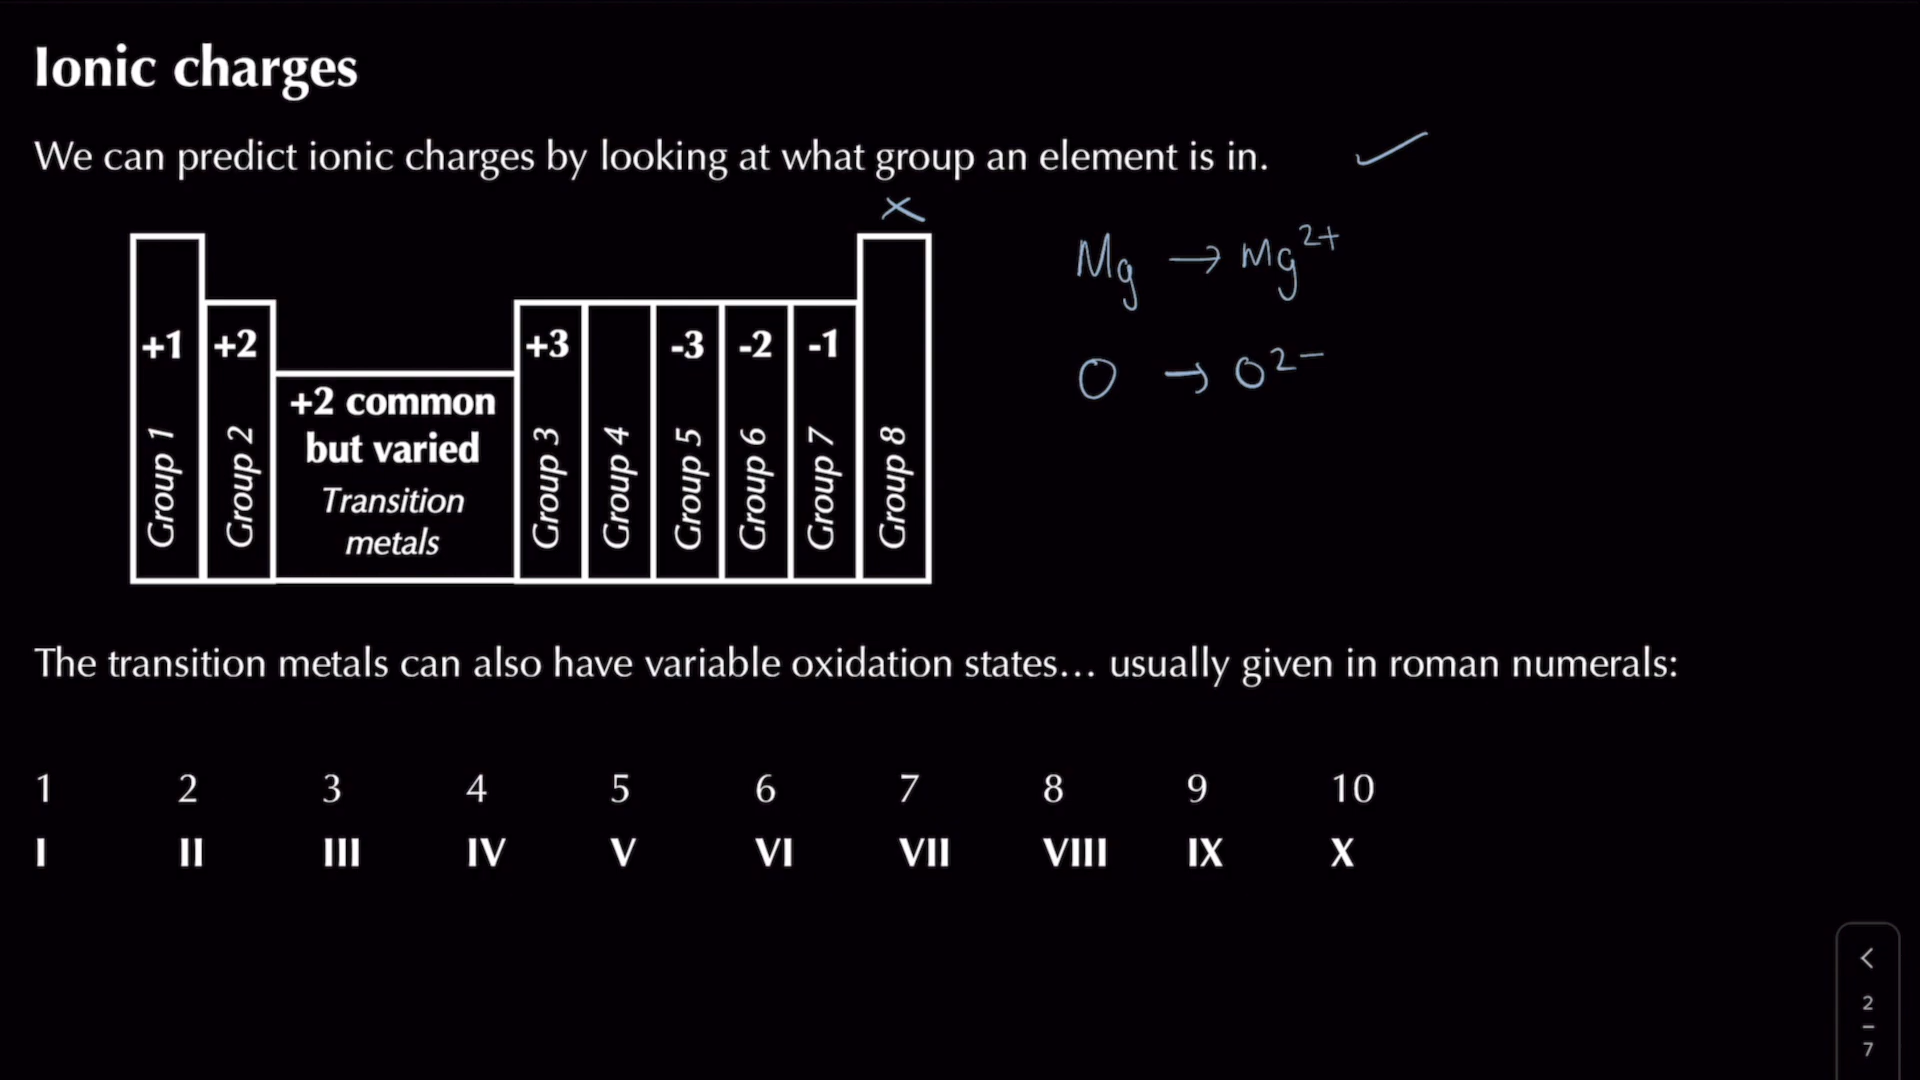 Ionic charges
We can predict ionic charges by looking at what group an element is in. ✓
x
Mg → Mg²⁺
O → O²⁻
+1 +2 +3 -3 -2 -1
+2 common
but varied
Transition
metals
Group 1
Group 2
Group 3
Group 4
Group 5
Group 6
Group 7
Group 8
The transition metals can also have variable oxidation states... usually given in roman numerals:
1 2 3 4 5 6 7 8 9 10
I II III IV V VI VII VIII IX X
<
2
–
7